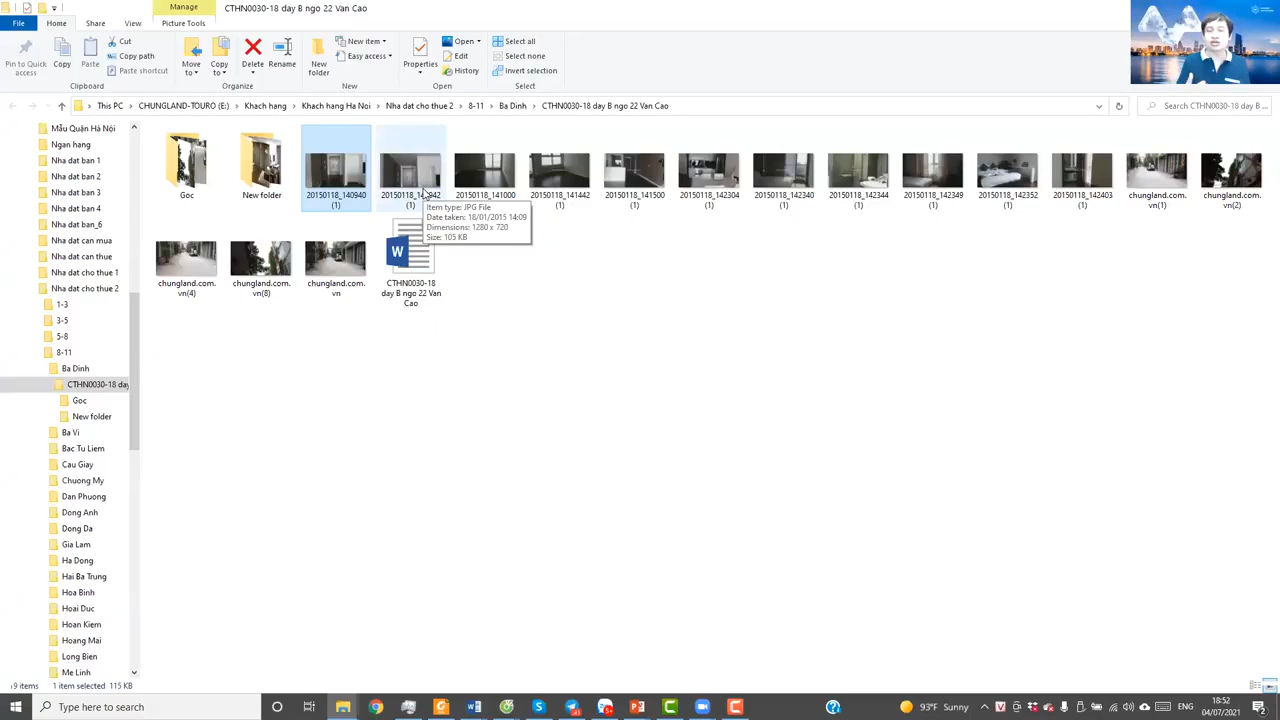 Manage
CTHN0030-18 day B ngo 22 Van Cao
File
Home
Share
View
Picture Tools
Pin to Quick access
Copy
Paste
Cut
Copy path
Paste shortcut
Clipboard
Move to
Copy to
Delete
Rename
Organize
New folder
New item
Easy access
New
Properties
Open
Edit
History
Open
Select all
Select none
Invert selection
Select
This PC
CHUNGLAND-TOURO (E:)
Khach hang
Khach hang Ha Noi
Nha dat cho thue 2
8-11
Ba Dinh
CTHN0030-18 day B ngo 22 Van Cao
Search CTHN0030-18 day B ...
Mẫu Quận Hà Nội
Ngan hang
Nha dat ban 1
Nha dat ban 2
Nha dat ban 3
Nha dat ban 4
Nha dat ban_6
Nha dat can mua
Nha dat can thue
Nha dat cho thue 1
Nha dat cho thue 2
1-3
3-5
5-8
8-11
Ba Dinh
CTHN0030-18 day
Goc
New folder
Ba Vi
Bac Tu Liem
Cau Giay
Chuong My
Dan Phuong
Dong Anh
Dong Da
Gia Lam
Ha Dong
Hai Ba Trung
Hoa Binh
Hoai Duc
Hoan Kiem
Hoang Mai
Long Bien
Me Linh
Goc
New folder
20150118_140940 (1)
(1)
20150118_141000
20150118_141442 (1)
20150118_141500 (1)
20150118_142304 (1)
20150118_142340 (1)
20150118_142344 (1)
20150118_142349 (1)
20150118_142352 (1)
20150118_142403 (1)
chungland.com.vn(1)
chungland.com.vn(2)
Item type: JPG File
Date taken: 18/01/2015 14:09
Dimensions: 1280 x 720
Size: 105 KB
chungland.com.vn(4)
chungland.com.vn(8)
chungland.com.vn
CTHN0030-18 day B ngo 22 Van Cao
19 items
1 item selected 115 KB
Type here to search
93°F Sunny
18:52
04/07/2021